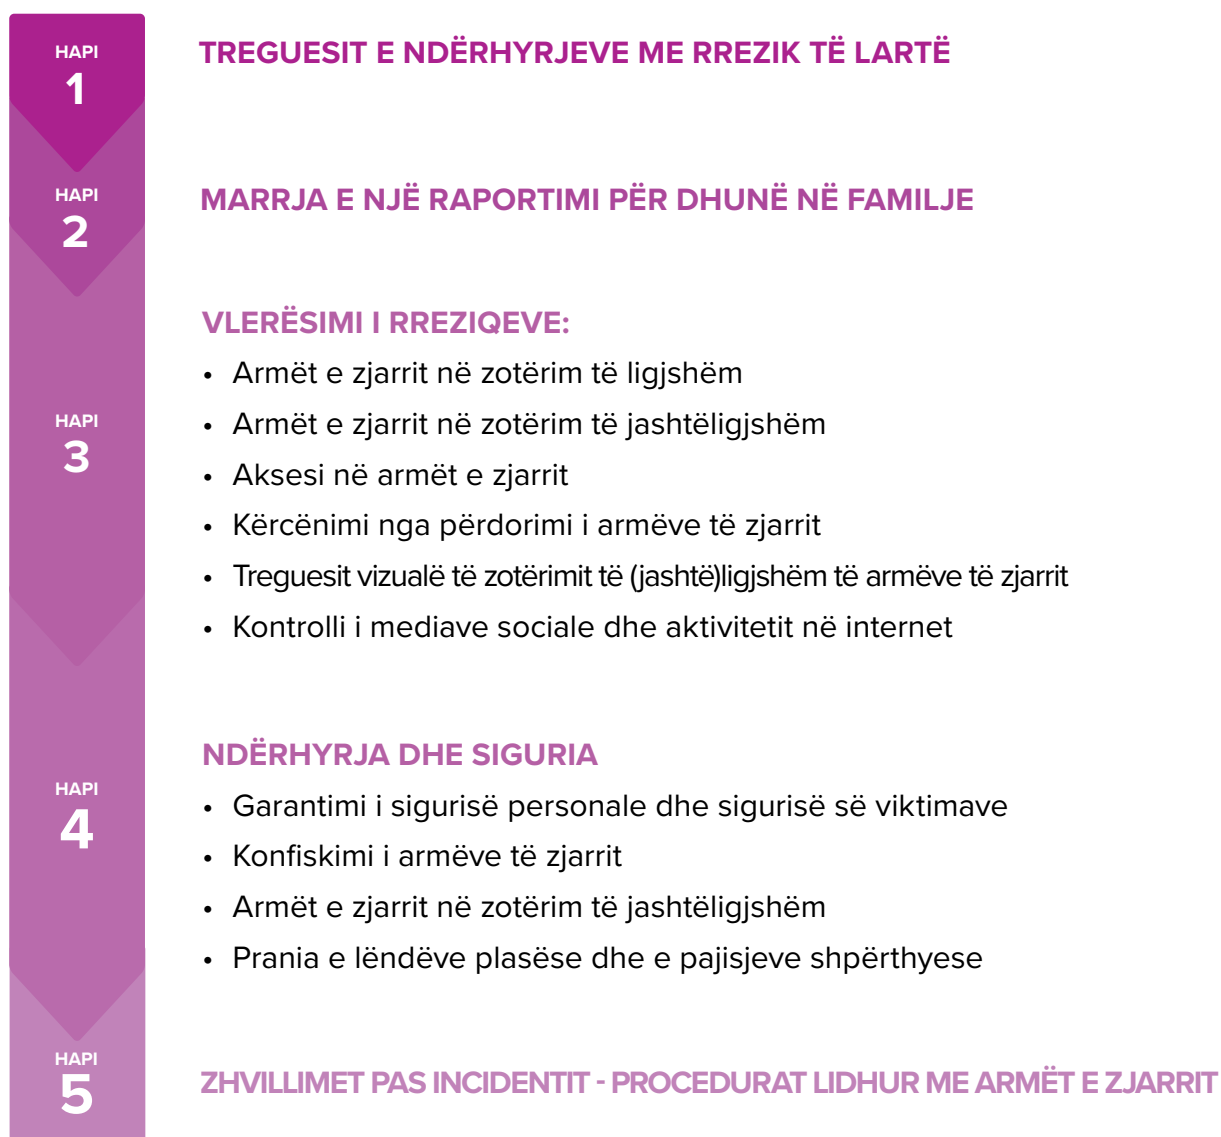 HAPI
1
TREGUESIT E NDËRHYRJEVE ME RREZIK TË LARTË
HAPI
2
MARRJA E NJË RAPORTIMI PËR DHUNË NË FAMILJE
HAPI
3
VLERËSIMI I RREZIQEVE:
• Armët e zjarrit në zotërim të ligjshëm
• Armët e zjarrit në zotërim të jashtëligjshëm
• Aksesi në armët e zjarrit
• Kërcënimi nga përdorimi i armëve të zjarrit
• Treguesit vizualë të zotërimit të (jashtë)ligjshëm të armëve të zjarrit
• Kontrolli i mediave sociale dhe aktivitetit në internet
HAPI
4
NDËRHYRJA DHE SIGURIA
• Garantimi i sigurisë personale dhe sigurisë së viktimave
• Konfiskimi i armëve të zjarrit
• Armët e zjarrit në zotërim të jashtëligjshëm
• Prania e lëndëve plasëse dhe e pajisjeve shpërthyese
HAPI
5
ZHVILLIMET PAS INCIDENTIT - PROCEDURAT LIDHUR ME ARMËT E ZJARRIT